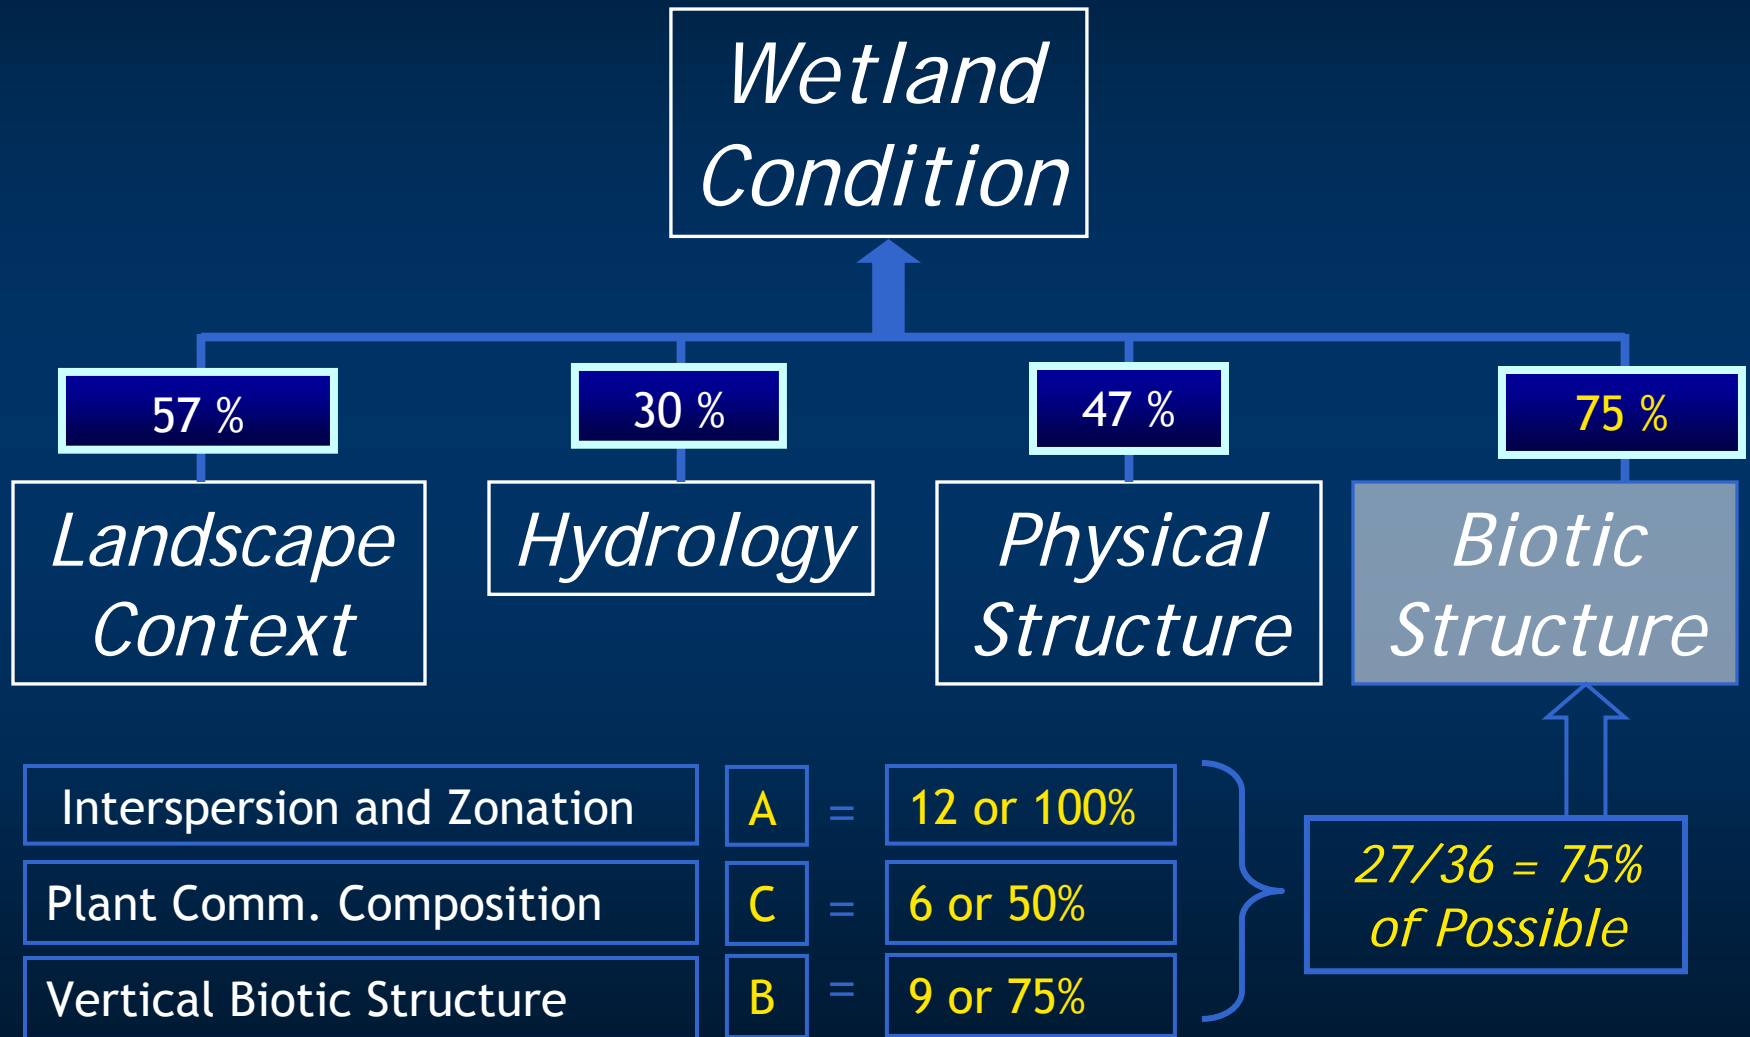 Wetland
Condition
57 %
30 %
47 %
75 %
Landscape
Context
Hydrology
Physical
Structure
Biotic
Structure
Interspersion and Zonation A = 12 or 100%
Plant Comm. Composition C = 6 or 50%
Vertical Biotic Structure B = 9 or 75%
27/36 = 75%
of Possible